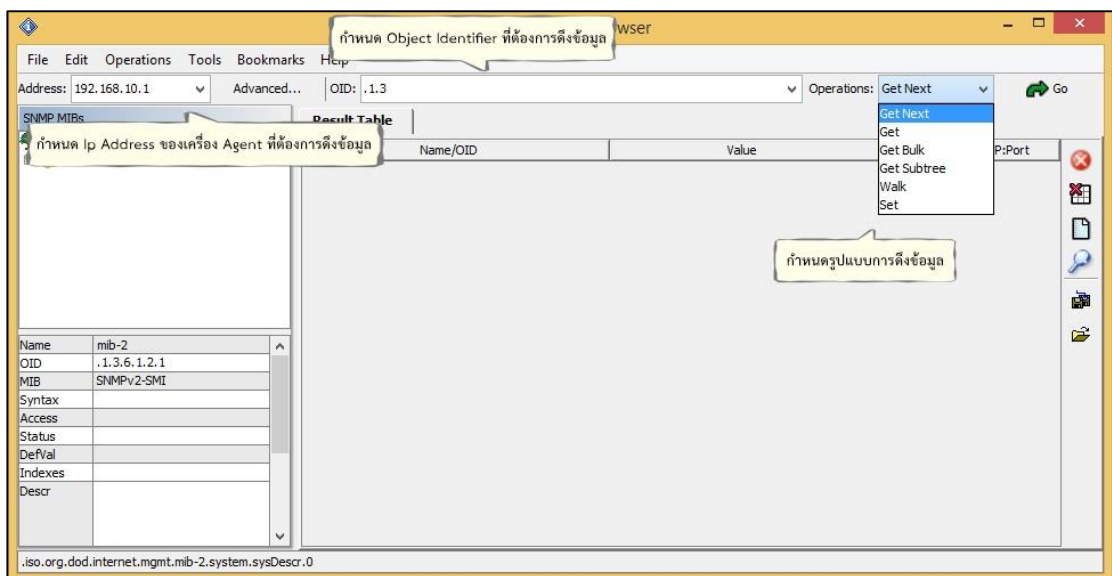 wser
กำหนด Object Identifier ที่ต้องการดึงข้อมูล
File Edit Operations Tools Bookmarks Help
Address: 192.168.10.1 Advanced... OID: .1.3 Operations: Get Next Go
SNMP MIBs
Result Table
กำหนด Ip Address ของเครื่อง Agent ที่ต้องการดึงข้อมูล
Name/OID Value P:Port
Get Next
Get
Get Bulk
Get Subtree
Walk
Set
กำหนดรูปแบบการดึงข้อมูล
Name mib-2
OID .1.3.6.1.2.1
MIB SNMPv2-SMI
Syntax
Access
Status
DefVal
Indexes
Descr
.iso.org.dod.internet.mgmt.mib-2.system.sysDescr.0